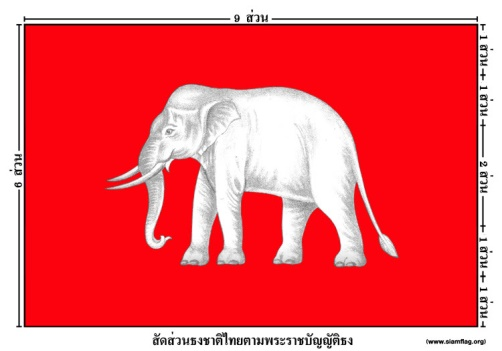 9 ส่วน
6 ส่วน
1 ส่วน
1 ส่วน
2 ส่วน
1 ส่วน
1 ส่วน
สัดส่วนธงชาติไทยตามพระราชบัญญัติธง
(www.siamflag.org)